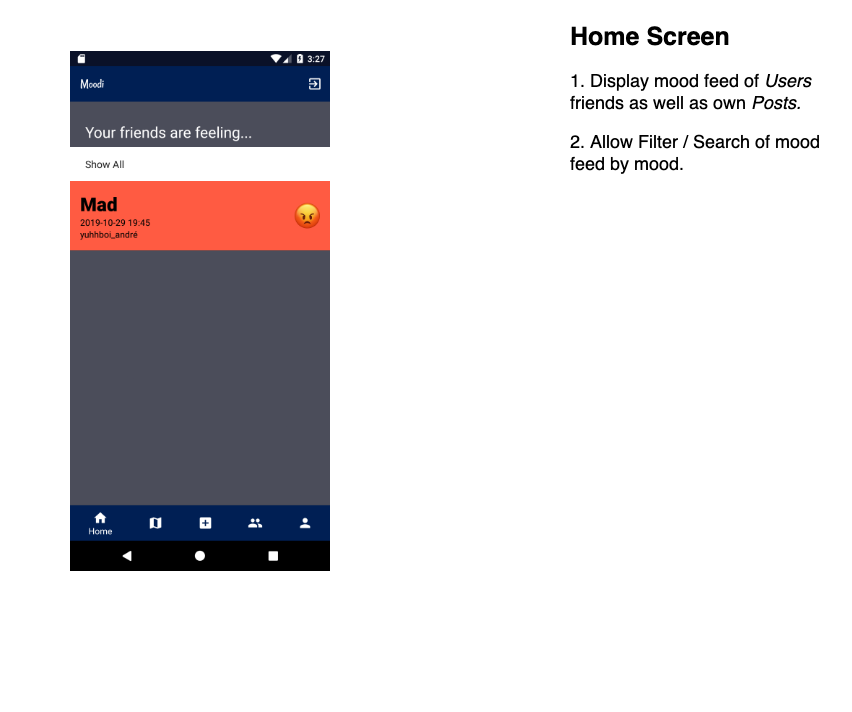 3:27
Moodi
Your friends are feeling...
Show All
Mad
2019-10-29 19:45
yuhhboi_andré
Home
Home Screen
1. Display mood feed of Users
friends as well as own Posts.
2. Allow Filter / Search of mood
feed by mood.